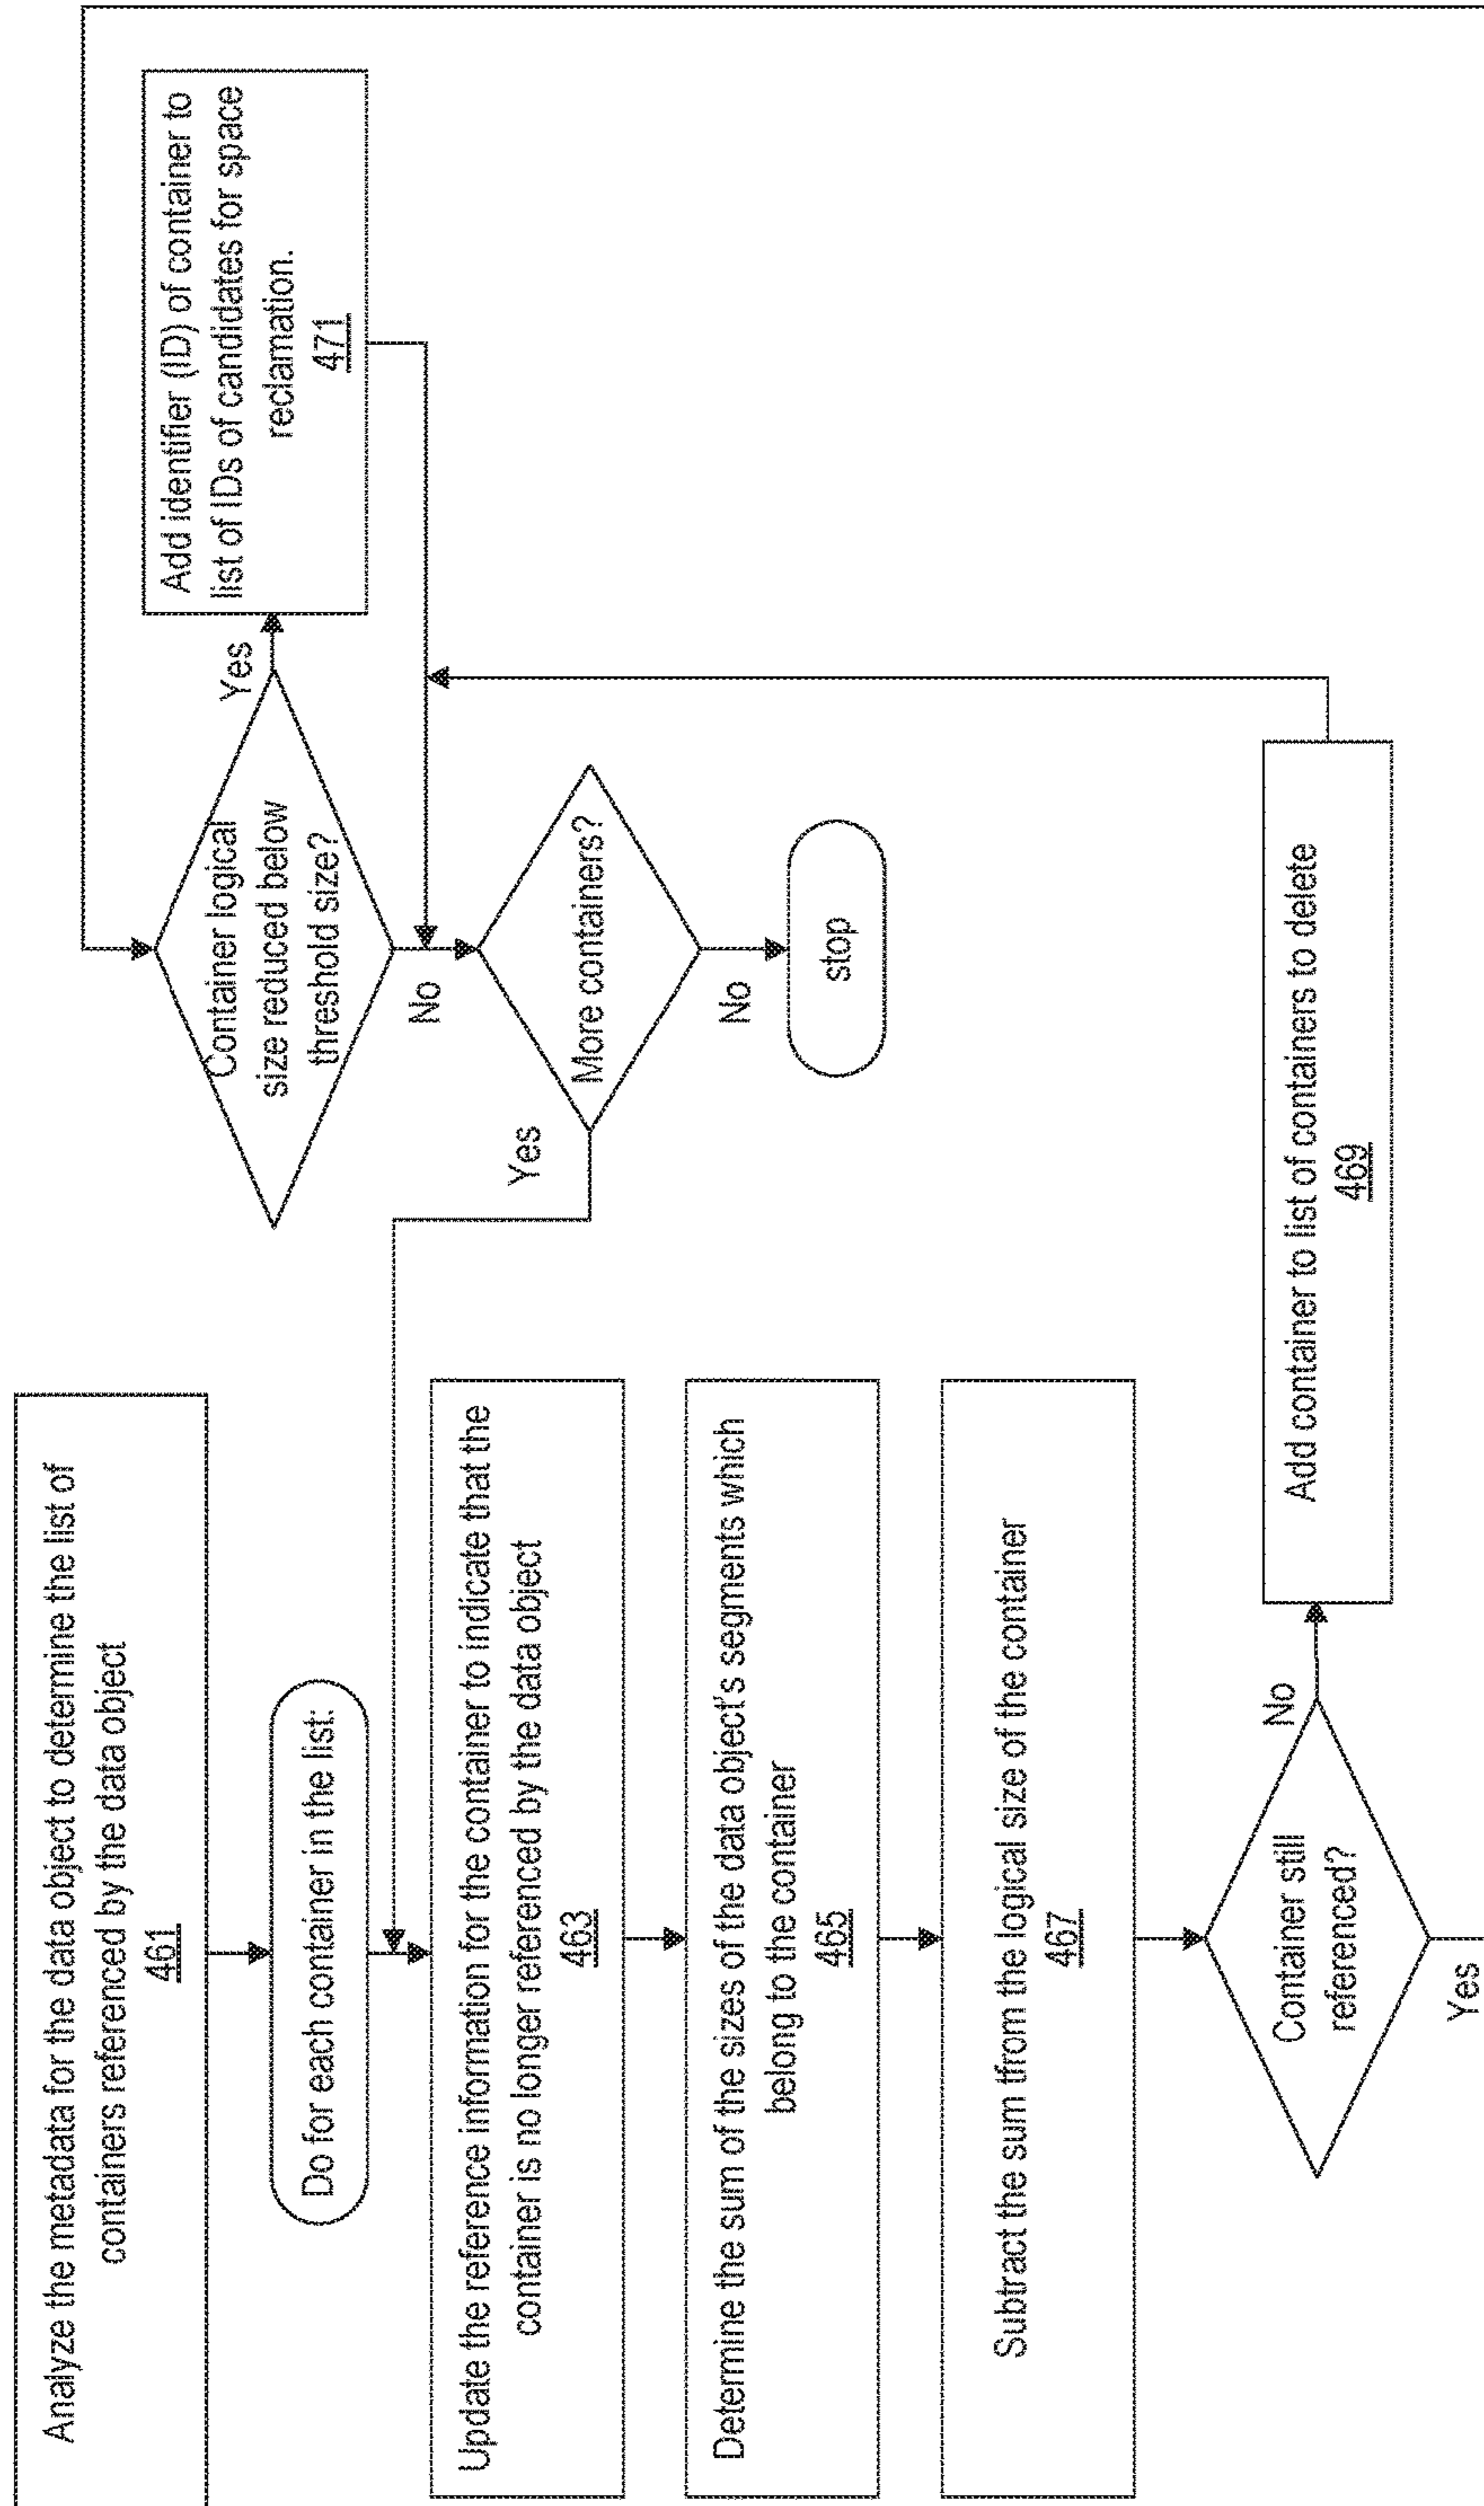 Analyze the metadata for the data object to determine the list of
containers referenced by the data object
461
Do for each container in the list:
Update the reference information for the container to indicate that the
container is no longer referenced by the data object
463
Determine the sum of the sizes of the data object's segments which
belong to the container
465
Subtract the sum tfrom the logical size of the container
467
Container still
referenced?
Yes
No
Add container to list of containers to delete
469
Container logical
size reduced below
threshold size?
Yes
No
Add identifier (ID) of container to
list of IDs of candidates for space
reclamation.
471
More containers?
Yes
No
stop